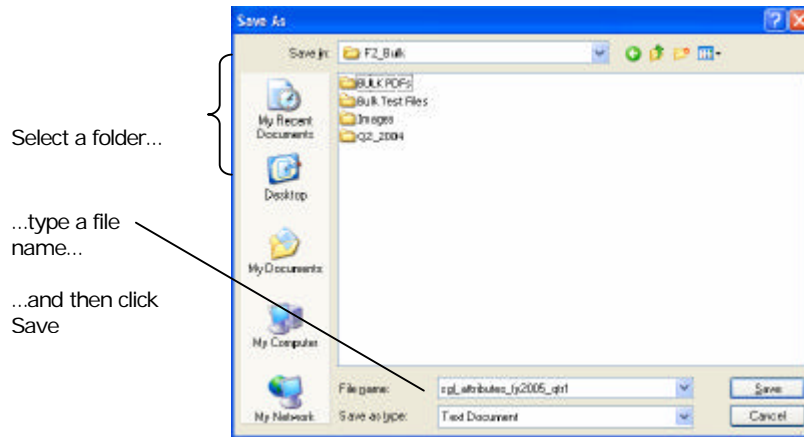 Save As
Save in: F2_Bulk
BULK PDFs
Bulk Test Files
Images
Q2_2004
My Recent
Documents
Desktop
My Documents
My Computer
My Network
File name: spl_attributes_fy2005_qtr1
Save
Save as type: Text Document
Cancel
Select a folder...
...type a file
name...
...and then click
Save